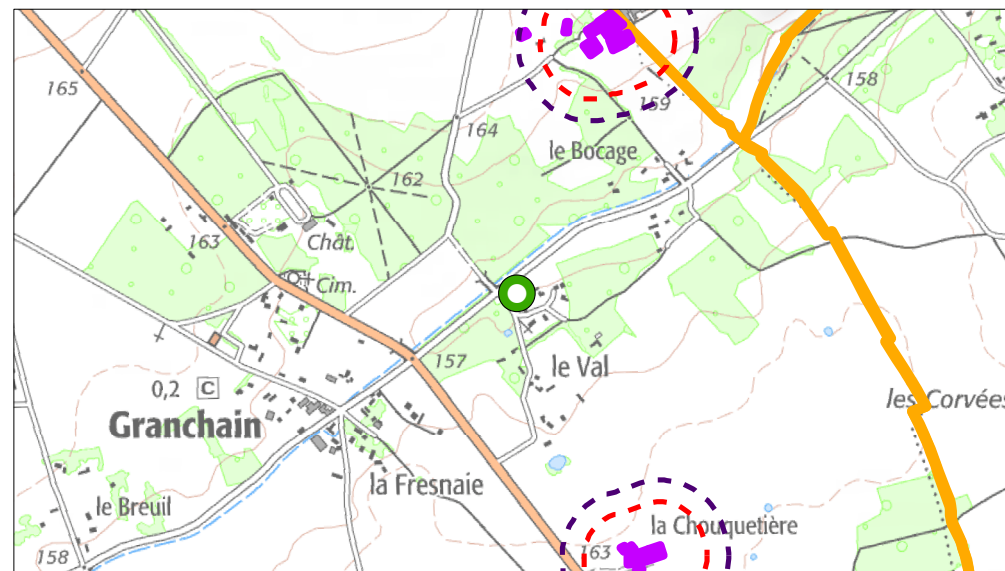 165
158
159
164
le Bocage
162
163
Chât.
Cim.
157
le Val
0,2 C
les Corvées
Granchain
la Fresnaie
le Breuil
la Chouquetière
163
158